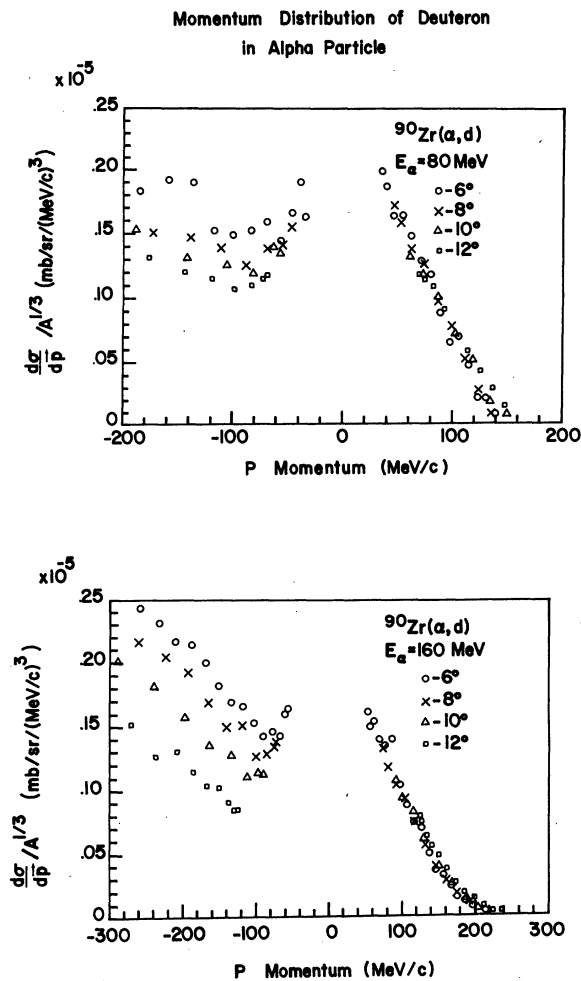 Momentum Distribution of Deuteron
in Alpha Particle
x10⁻⁵
.25
.20
.15
.10
.05
0
dσ/dp̄ /A^1/3 (mb/sr/(MeV/c)³)
⁹⁰Zr(α,d)
Eα=80 MeV
○-6°
×-8°
△-10°
□-12°
-200 -100 0 100 200
P Momentum (MeV/c)
x10⁻⁵
.25
.20
.15
.10
.05
0
dσ/dp̄ /A^1/3 (mb/sr/(MeV/c)³)
⁹⁰Zr(α,d)
Eα=160 MeV
○-6°
×-8°
△-10°
□-12°
-300 -200 -100 0 100 200 300
P Momentum (MeV/c)